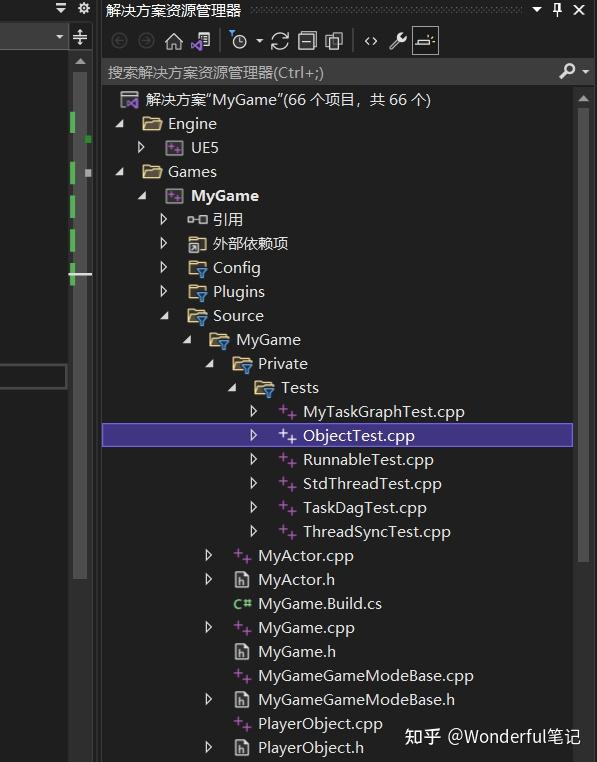 解决方案资源管理器
搜索解决方案资源管理器(Ctrl+;)
解决方案"MyGame"(66 个项目，共 66 个)
Engine
UE5
Games
MyGame
引用
外部依赖项
Config
Plugins
Source
MyGame
Private
Tests
MyTaskGraphTest.cpp
ObjectTest.cpp
RunnableTest.cpp
StdThreadTest.cpp
TaskDagTest.cpp
ThreadSyncTest.cpp
MyActor.cpp
MyActor.h
C# MyGame.Build.cs
MyGame.cpp
MyGame.h
MyGameGameModeBase.cpp
MyGameGameModeBase.h
PlayerObject.cpp
PlayerObject.h
知乎 @Wonderful笔记